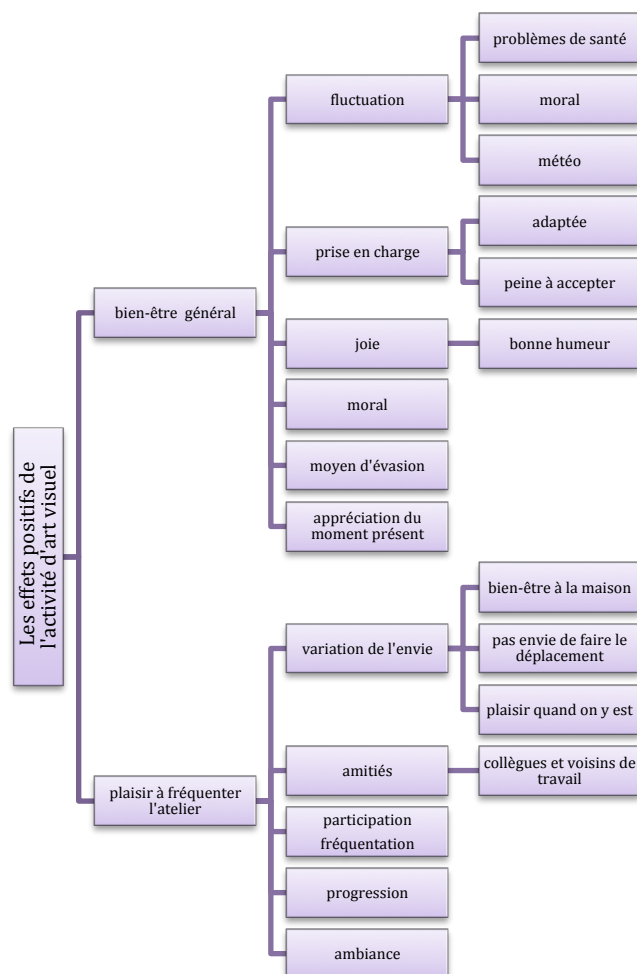 Les effets positifs de
l'activité d'art visuel
bien-être général
fluctuation
problèmes de santé
moral
météo
prise en charge
adaptée
peine à accepter
joie
bonne humeur
moral
moyen d'évasion
appréciation du
moment présent
plaisir à fréquenter
l'atelier
variation de l'envie
bien-être à la maison
pas envie de faire le
déplacement
plaisir quand on y est
amitiés
collègues et voisins de
travail
participation
fréquentation
progression
ambiance